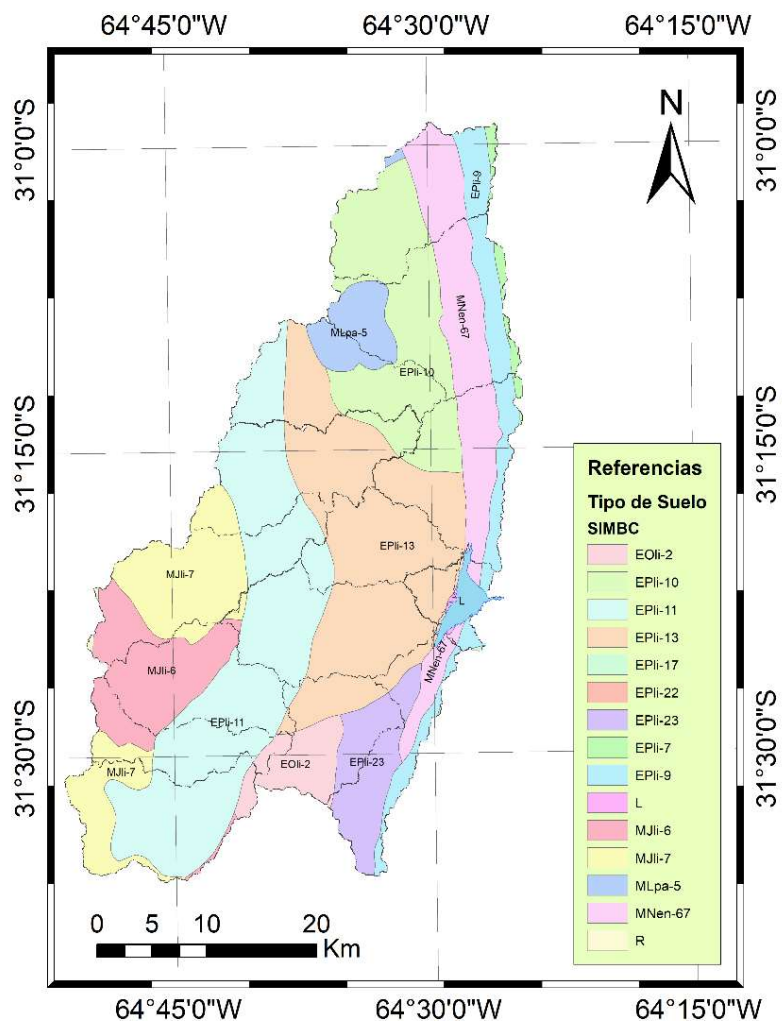 64°45'0"W 64°30'0"W 64°15'0"W
31°0'0"S
31°0'0"S
N
EPli-9
MNen-67
MLpa-5
EPli-10
31°15'0"S
31°15'0"S
EPli-13
MJli-7
L
MJli-6
MNen-67
EPli-11
31°30'0"S
31°30'0"S
EOli-2
EPli-23
MJli-7
Referencias
Tipo de Suelo
SIMBC
EOli-2
EPli-10
EPli-11
EPli-13
EPli-17
EPli-22
EPli-23
EPli-7
EPli-9
L
MJli-6
MJli-7
MLpa-5
MNen-67
R
0 5 10 20
Km
64°45'0"W 64°30'0"W 64°15'0"W